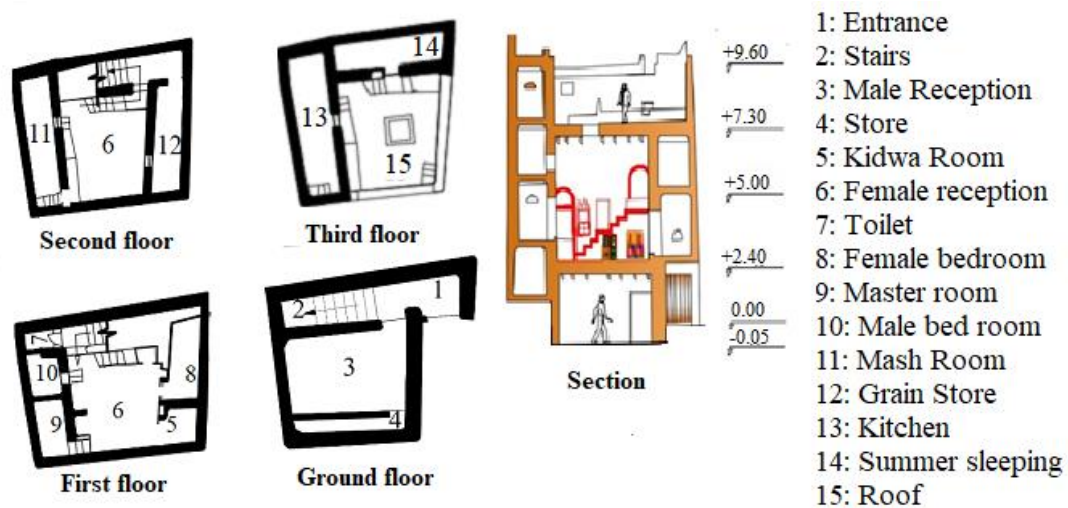 11
6
12
Second floor
13
14
15
Third floor
7
10
6
8
9
5
First floor
2
1
3
4
Ground floor
+9.60
+7.30
+5.00
+2.40
0.00
-0.05
Section
1: Entrance
2: Stairs
3: Male Reception
4: Store
5: Kidwa Room
6: Female reception
7: Toilet
8: Female bedroom
9: Master room
10: Male bed room
11: Mash Room
12: Grain Store
13: Kitchen
14: Summer sleeping
15: Roof